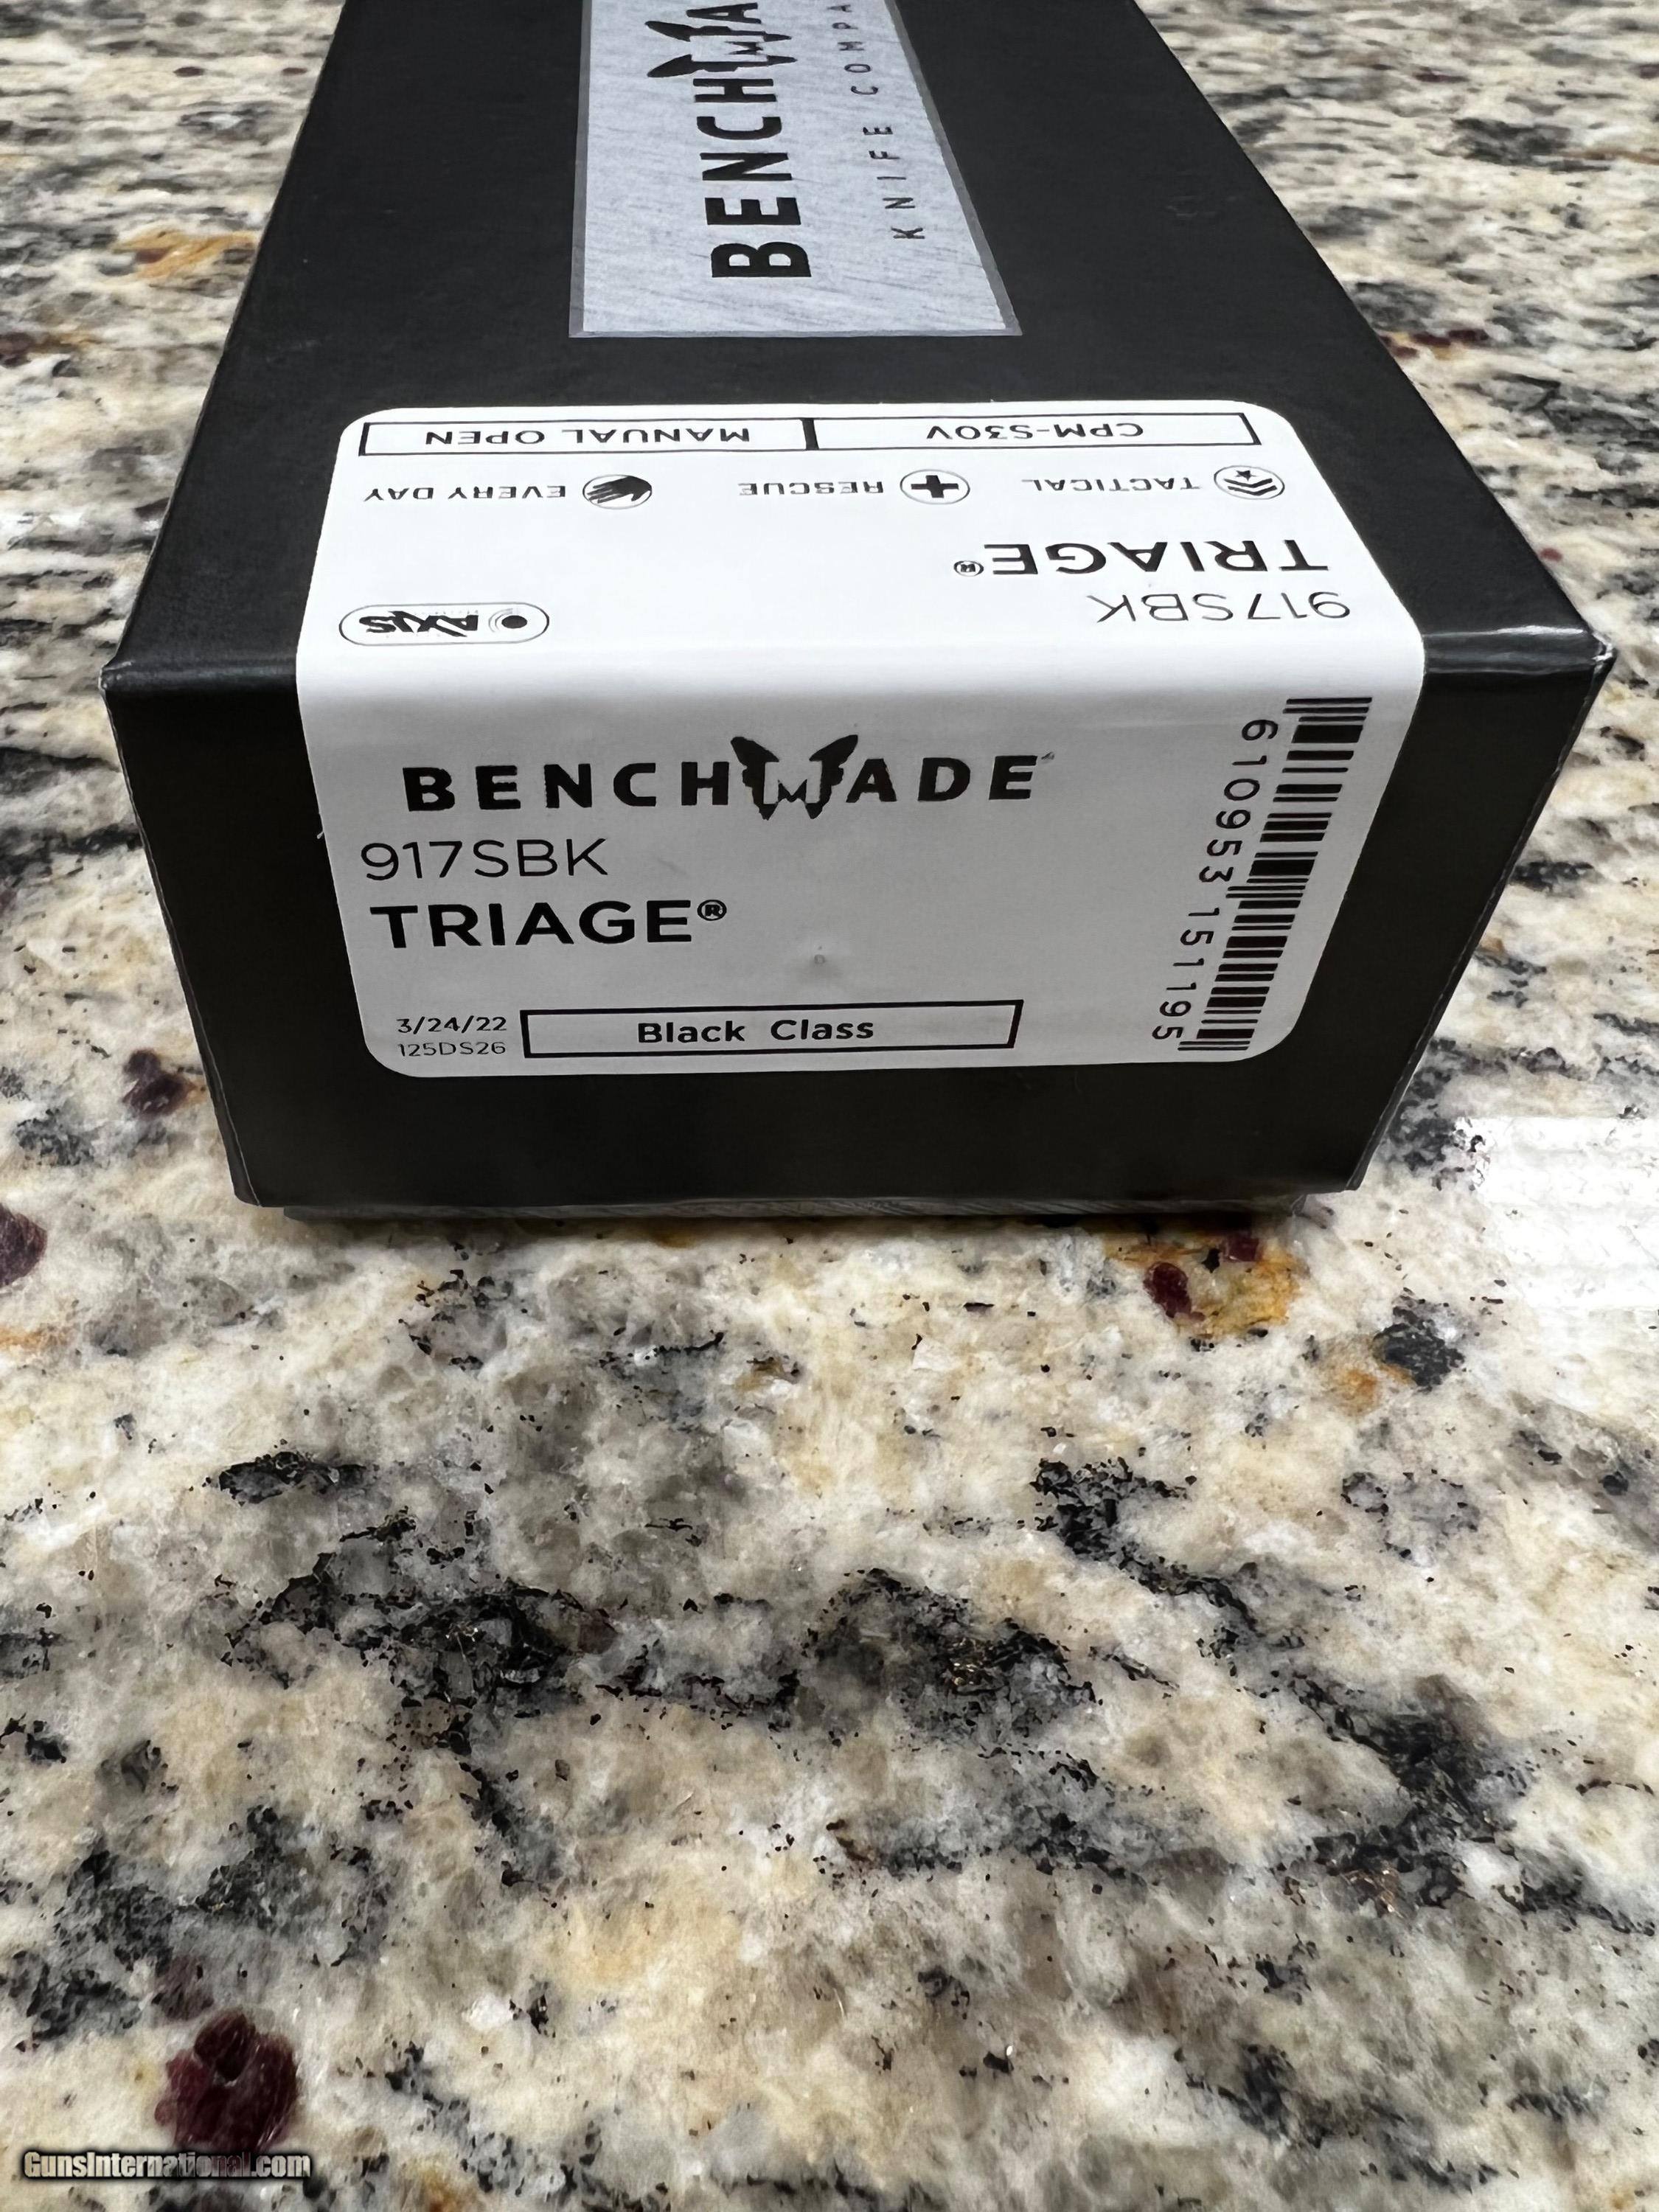 BENCHMA
KNIFE COMPA
CPM-S30V MANUAL OPEN
TACTICAL RESCUE EVERY DAY
TRIAGE®
917SBK
AXIS
BENCHMADE
917SBK
TRIAGE®
3/24/22
125DS26
Black Class
6 10953 15119 5
GunsInternational.com